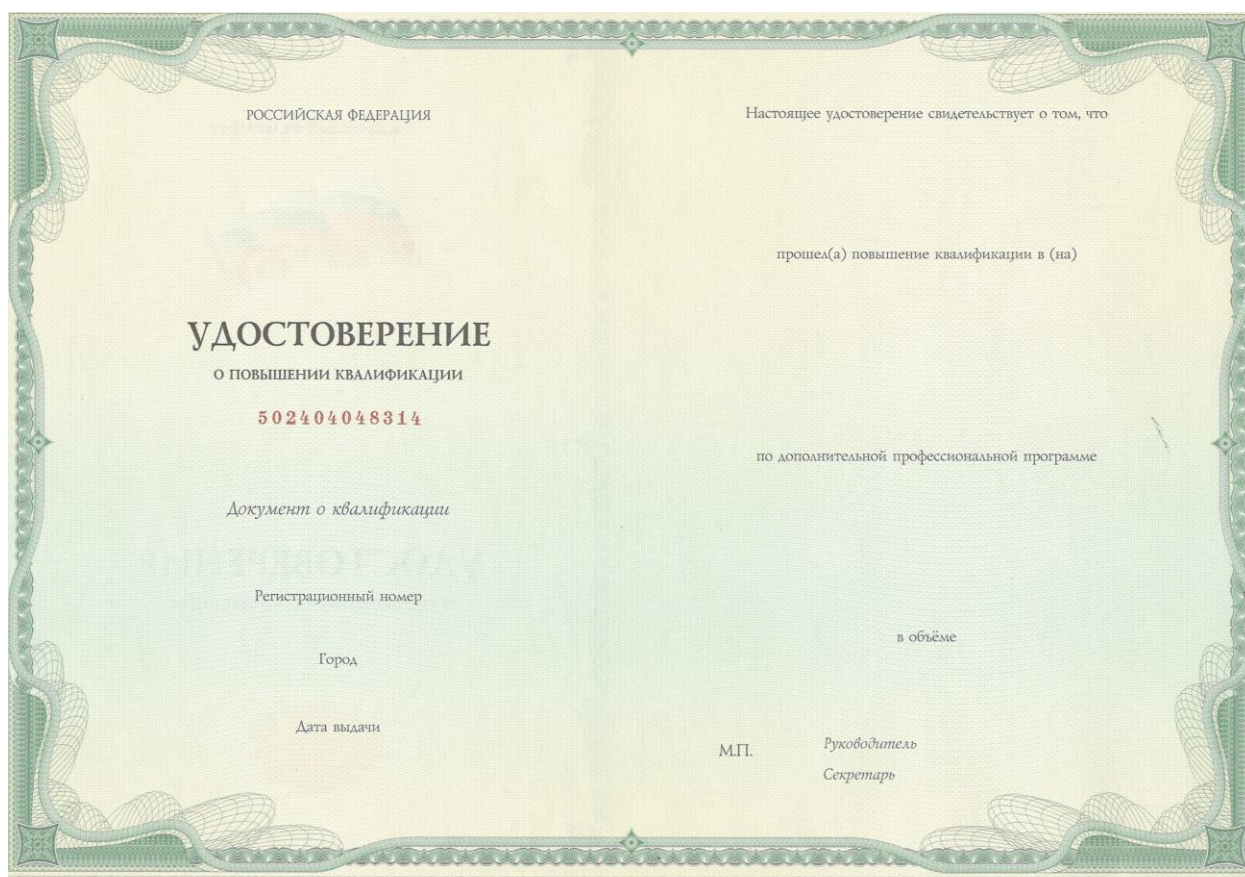 РОССИЙСКАЯ ФЕДЕРАЦИЯ
УДОСТОВЕРЕНИЕ
О ПОВЫШЕНИИ КВАЛИФИКАЦИИ
502404048314
Документ о квалификации
Регистрационный номер
Город
Дата выдачи
Настоящее удостоверение свидетельствует о том, что
прошел(а) повышение квалификации в (на)
по дополнительной профессиональной программе
в объёме
М.П.
Руководитель
Секретарь